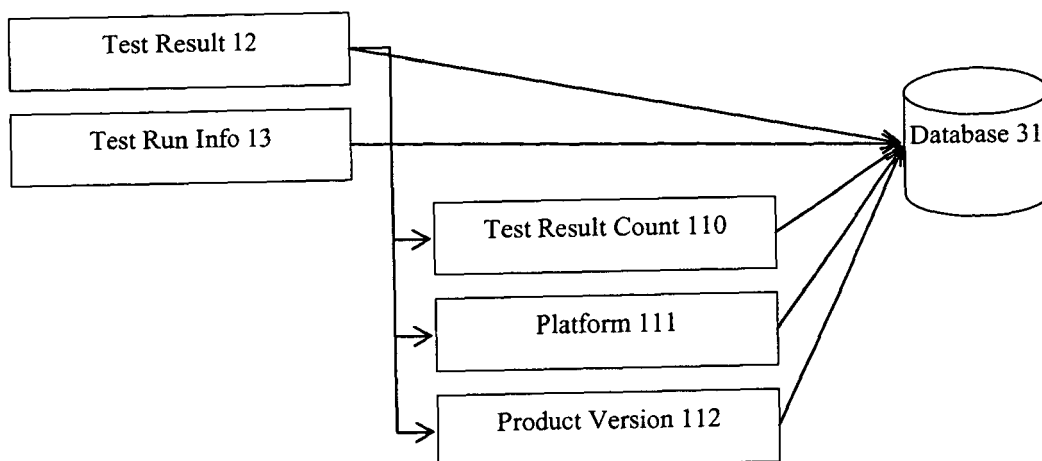 Test Result 12
Test Run Info 13
Database 31
Test Result Count 110
Platform 111
Product Version 112